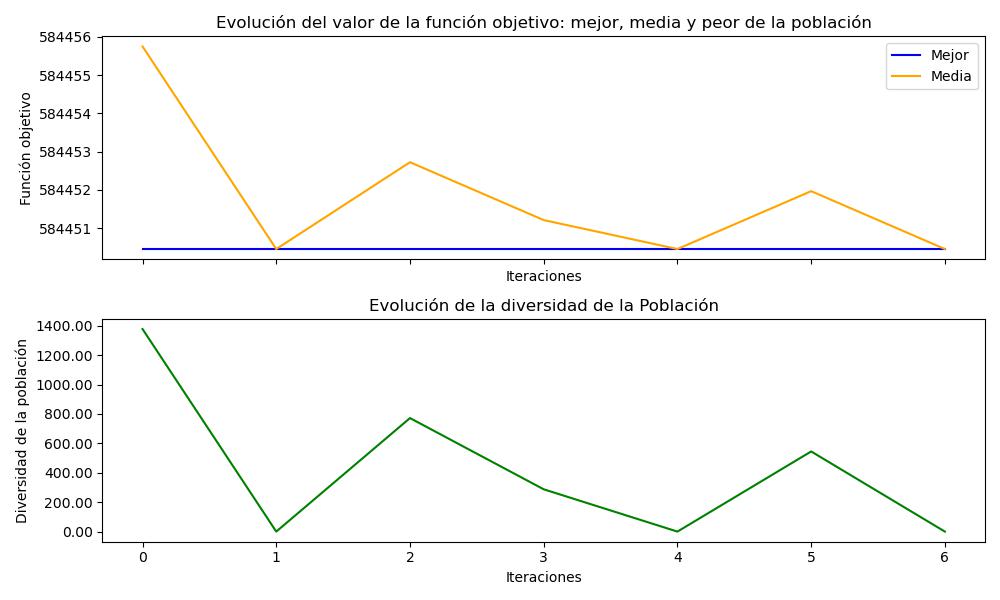 Evolución del valor de la función objetivo: mejor, media y peor de la población
584456
584455
584454
584453
584452
584451
Función objetivo
Mejor
Media
Iteraciones
Evolución de la diversidad de la Población
1400.00
1200.00
1000.00
800.00
600.00
400.00
200.00
0.00
Diversidad de la población
0 1 2 3 4 5 6
Iteraciones